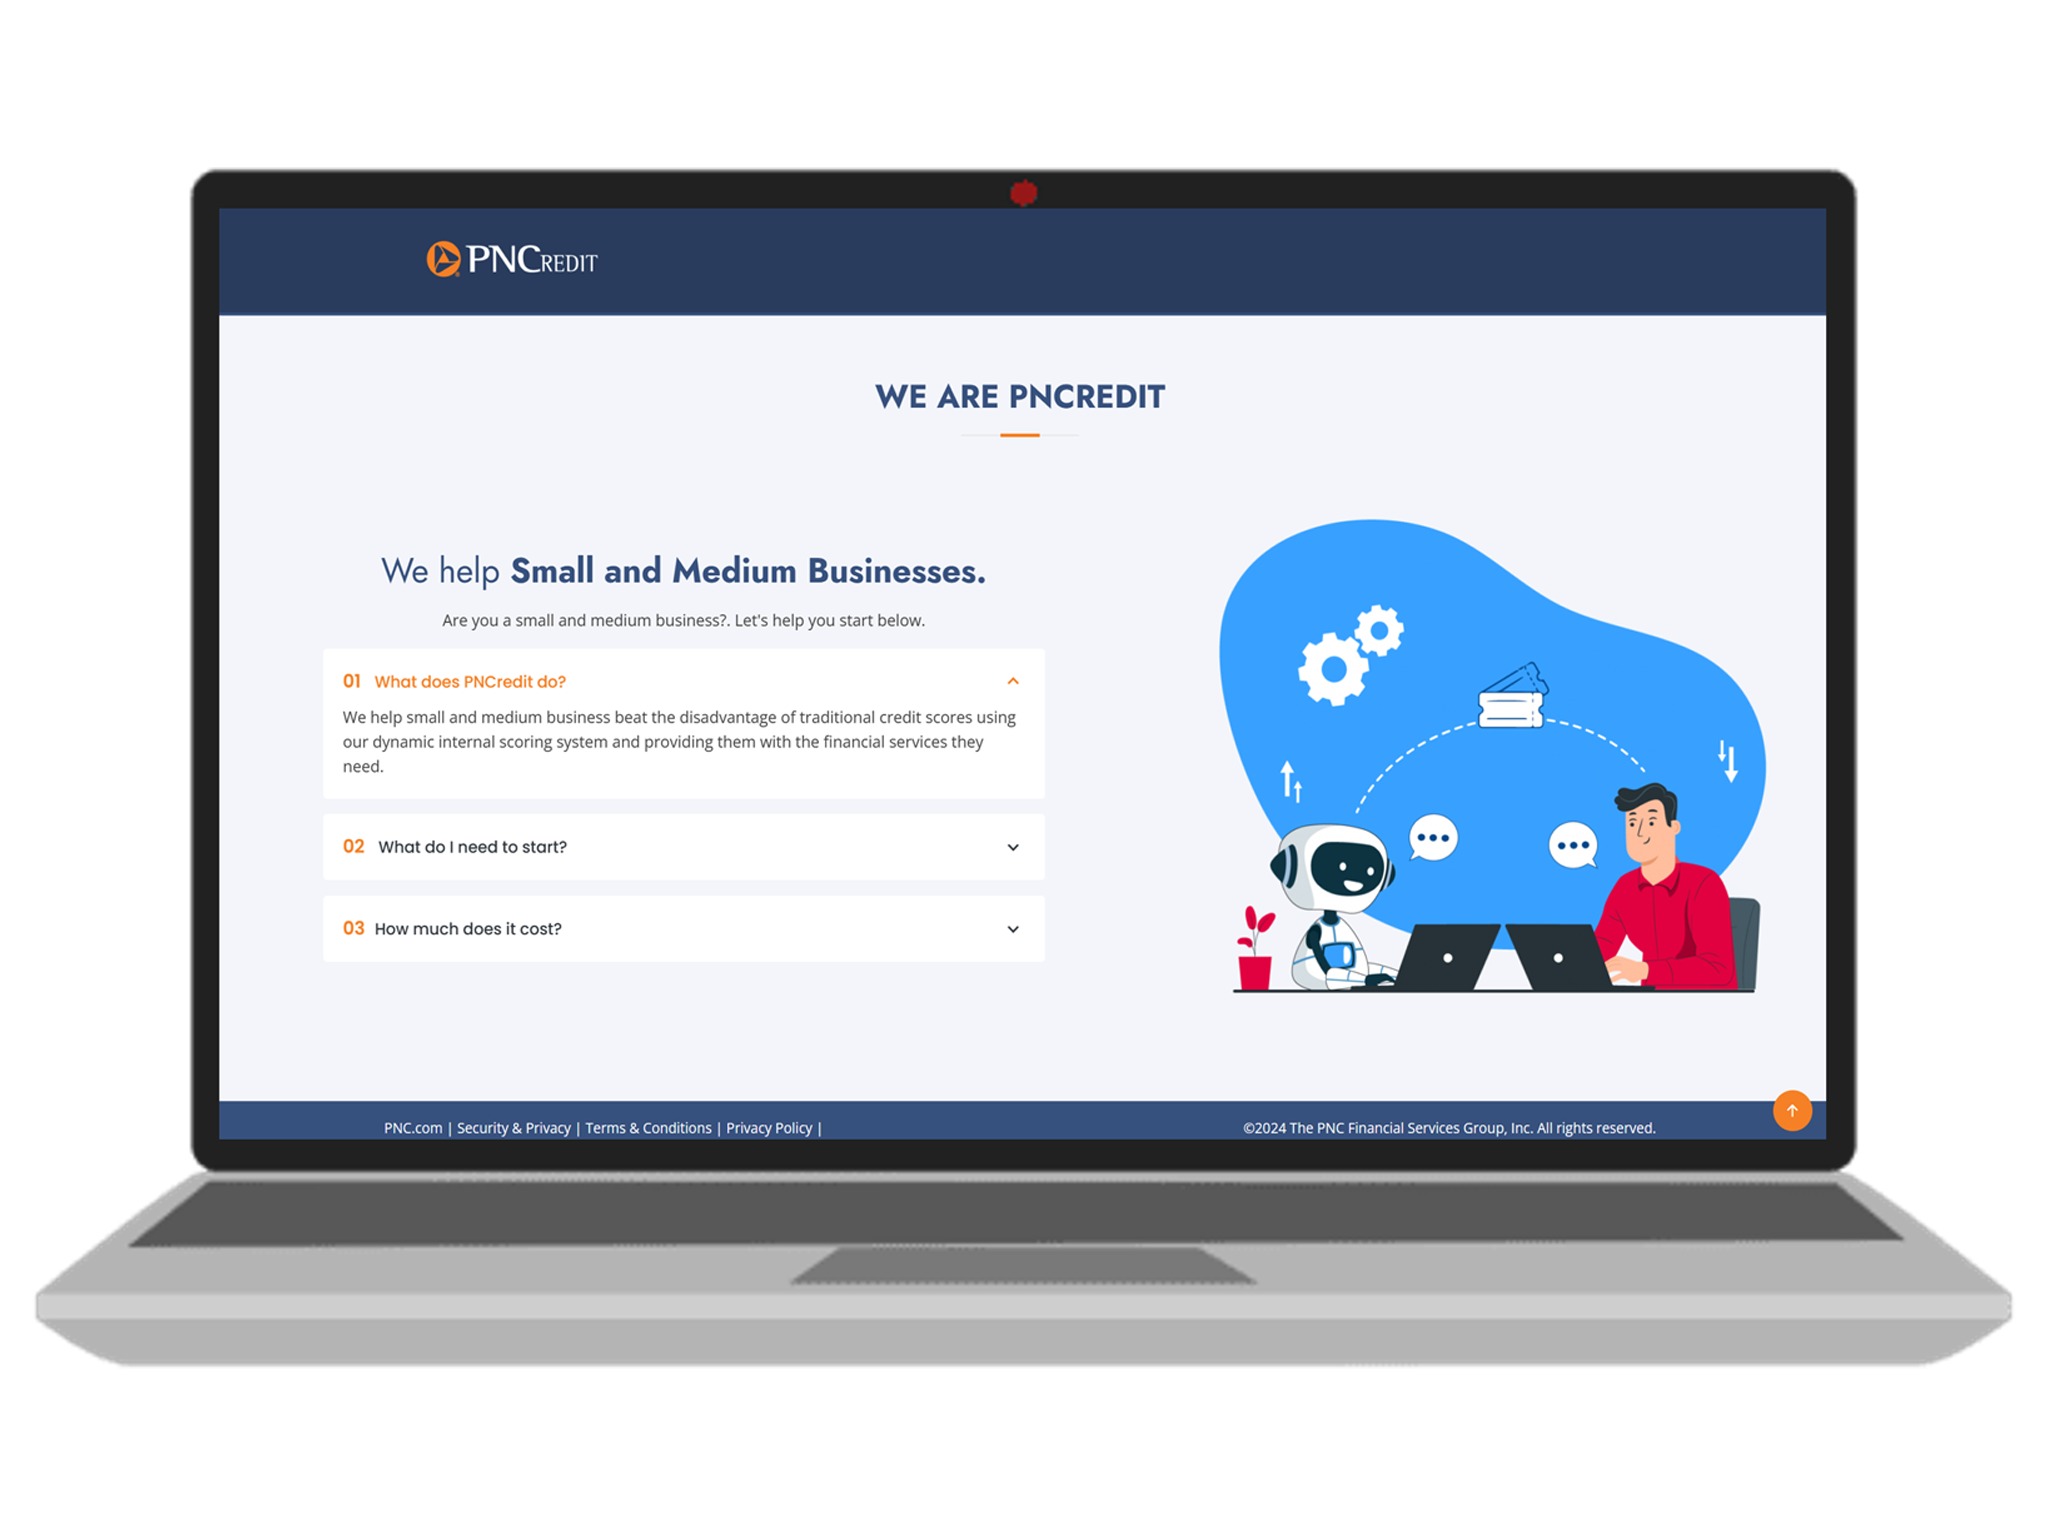 PNCREDIT
WE ARE PNCREDIT
We help Small and Medium Businesses.
Are you a small and medium business?. Let's help you start below.
01 What does PNCredit do?
We help small and medium business beat the disadvantage of traditional credit scores using
our dynamic internal scoring system and providing them with the financial services they
need.
02 What do I need to start?
03 How much does it cost?
PNC.com | Security & Privacy | Terms & Conditions | Privacy Policy |
©2024 The PNC Financial Services Group, Inc. All rights reserved.